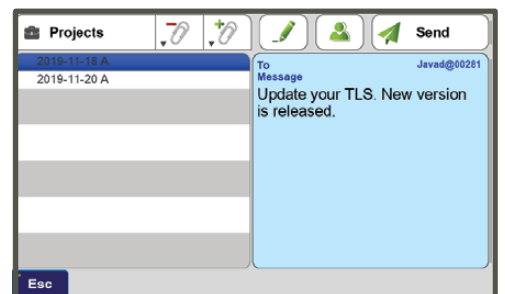 Projects
Send
2019-11-18 A
2019-11-20 A
To
Javad@00281
Message
Update your TLS. New version
is released.
Esc